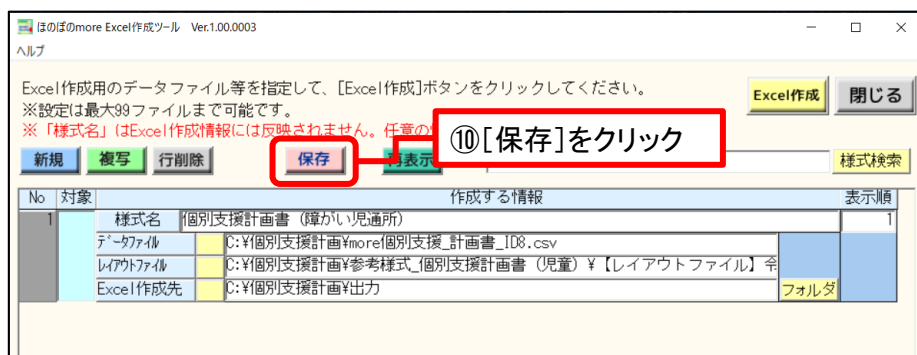 ほのぼのmore Excel作成ツール Ver.1.00.0003
ヘルプ
Excel作成用のデータファイル等を指定して、[Excel作成]ボタンをクリックしてください。
※設定は最大99ファイルまで可能です。
※「様式名」はExcel作成情報には反映されません。任意の
Excel作成 閉じる
⑩[保存]をクリック
新規 複写 行削除 保存 再表示 様式検索
No 対象 作成する情報 表示順
1 様式名 個別支援計画書（障がい児通所） 1
データファイル C:¥個別支援計画¥more個別支援_計画書_ID8.csv
レイアウトファイル C:¥個別支援計画¥参考様式_個別支援計画書（児童）¥【レイアウトファイル】令
Excel作成先 C:¥個別支援計画¥出力 フォルダ